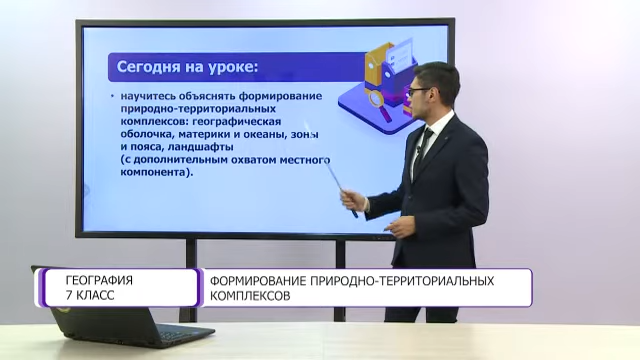 Сегодня на уроке:
• научитесь объяснять формирование
природно-территориальных
комплексов: географическая
оболочка, материки и океаны, зоны
и пояса, ландшафты
(с дополнительным охватом местного
компонента).
ГЕОГРАФИЯ
7 КЛАСС
ФОРМИРОВАНИЕ ПРИРОДНО-ТЕРРИТОРИАЛЬНЫХ
КОМПЛЕКСОВ